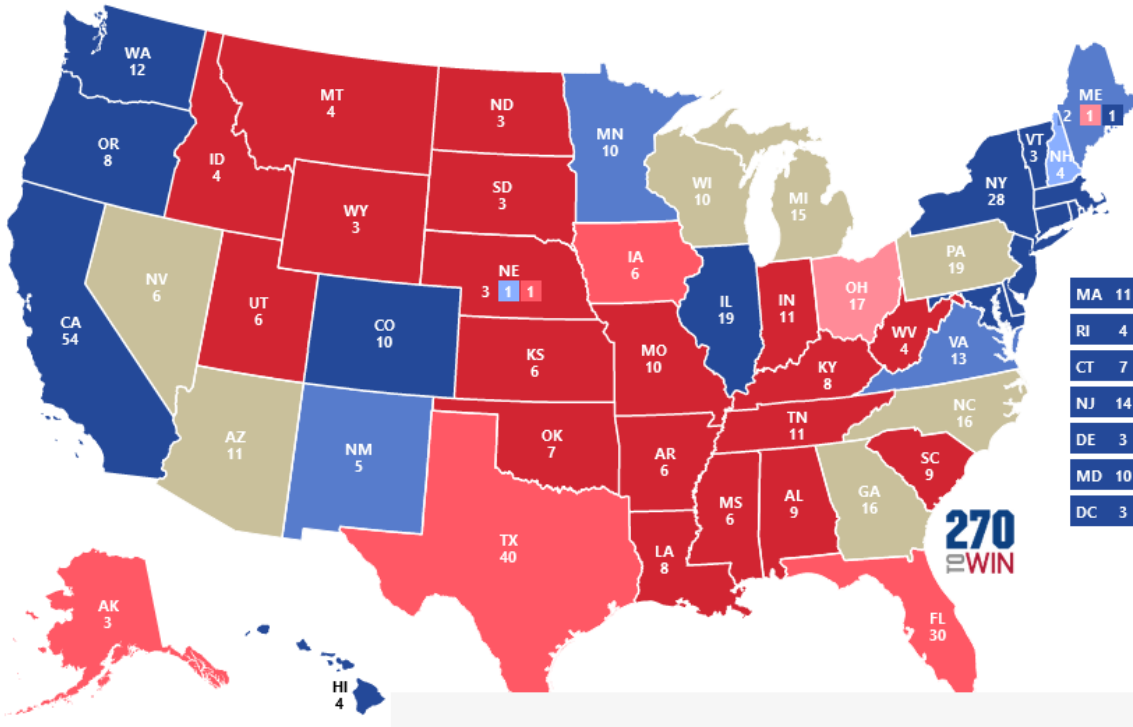 WA
12
OR
8
CA
54
NV
6
ID
4
MT
4
WY
3
UT
6
AZ
11
CO
10
NM
5
ND
3
SD
3
NE
3 1 1
KS
6
OK
7
TX
40
MN
10
IA
6
MO
10
AR
6
LA
8
WI
10
IL
19
MI
15
IN
11
OH
17
KY
8
TN
11
MS
6
AL
9
GA
16
FL
30
SC
9
NC
16
VA
13
WV
4
PA
19
NY
28
VT
3
NH
4
ME
2 1 1
MA 11
RI 4
CT 7
NJ 14
DE 3
MD 10
DC 3
AK
3
HI
4
270
TO WIN